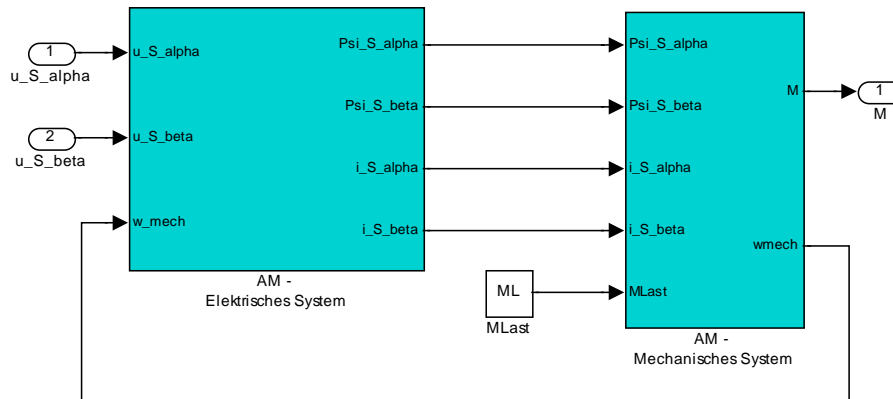 1
u_S_alpha
2
u_S_beta
u_S_alpha
u_S_beta
w_mech
Psi_S_alpha
Psi_S_beta
i_S_alpha
i_S_beta
AM -
Elektrisches System
ML
MLast
Psi_S_alpha
Psi_S_beta
i_S_alpha
i_S_beta
MLast
M
wmech
AM -
Mechanisches System
1
M